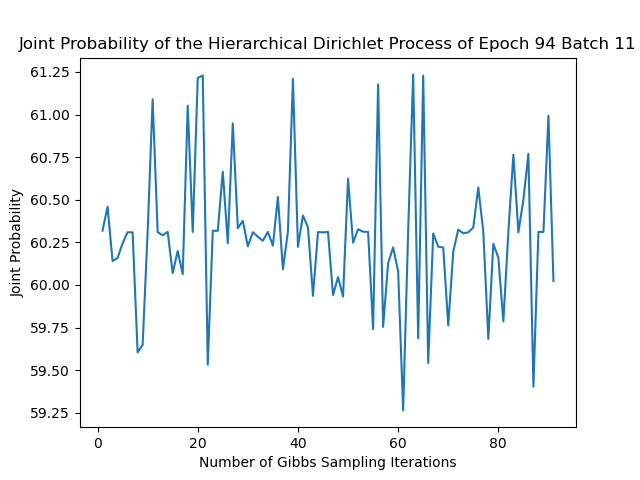 Joint Probability of the Hierarchical Dirichlet Process of Epoch 94 Batch 11
61.25
61.00
60.75
60.50
60.25
60.00
59.75
59.50
59.25
Joint Probability
0 20 40 60 80
Number of Gibbs Sampling Iterations